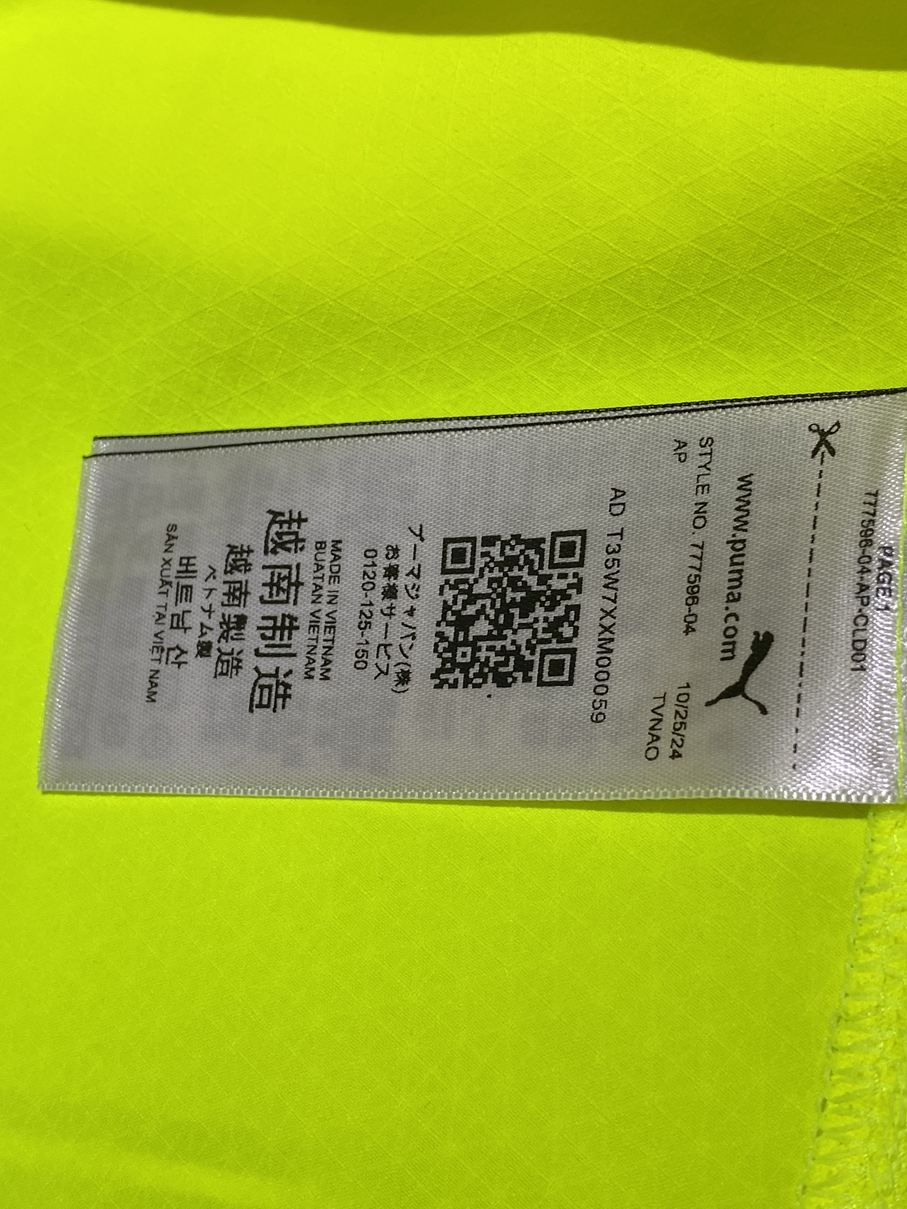 PAGE 1
777596-04-AP-CLD01
www.puma.com
STYLE NO. 777596-04 10/25/24
AP TVNAO
AD T35W7XXM00059
プーマジャパン(株)
お客様サービス
0120-125-150
MADE IN VIETNAM
BUATAN VIETNAM
越南制造
越南製造
ベトナム製
베트남 산
SẢN XUẤT TẠI VIỆT NAM